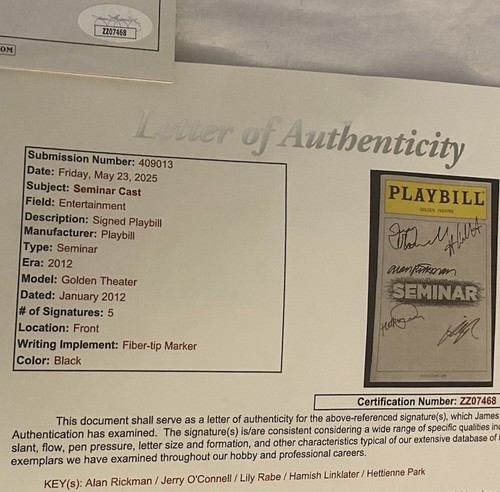 ZZ07468
OM
Letter of Authenticity
Submission Number: 409013
Date: Friday, May 23, 2025
Subject: Seminar Cast
Field: Entertainment
Description: Signed Playbill
Manufacturer: Playbill
Type: Seminar
Era: 2012
Model: Golden Theater
Dated: January 2012
# of Signatures: 5
Location: Front
Writing Implement: Fiber-tip Marker
Color: Black
PLAYBILL
GOLDEN THEATRE
SEMINAR
Certification Number: ZZ07468
This document shall serve as a letter of authenticity for the above-referenced signature(s), which James
Authentication has examined. The signature(s) is/are consistent considering a wide range of specific qualities
slant, flow, pen pressure, letter size and formation, and other characteristics typical of our extensive database of
exemplars we have examined throughout our hobby and professional careers.
KEY(s): Alan Rickman / Jerry O'Connell / Lily Rabe / Hamish Linklater / Hettienne Park